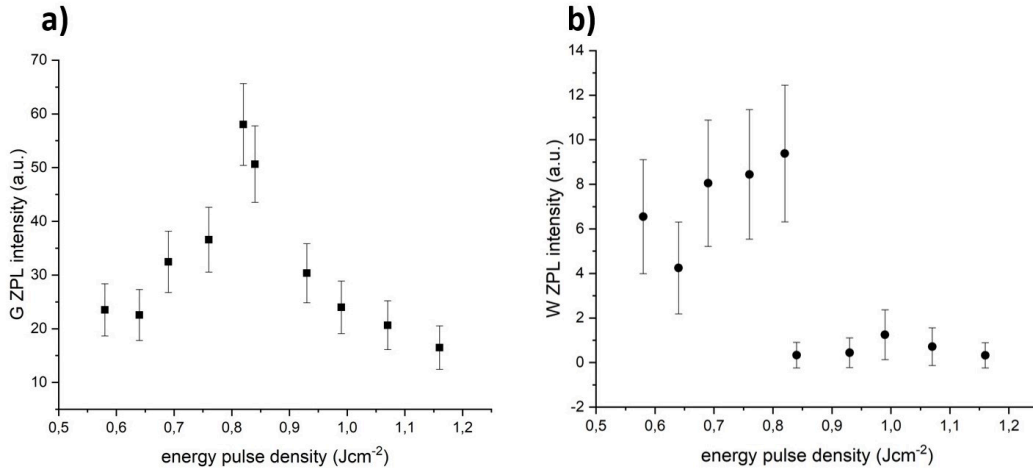 a)
G ZPL intensity (a.u.)
70
60
50
40
30
20
10
0,5 0,6 0,7 0,8 0,9 1,0 1,1 1,2
energy pulse density (Jcm⁻²)
b)
W ZPL intensity (a.u.)
14
12
10
8
6
4
2
0
-2
0,5 0,6 0,7 0,8 0,9 1,0 1,1 1,2
energy pulse density (Jcm⁻²)